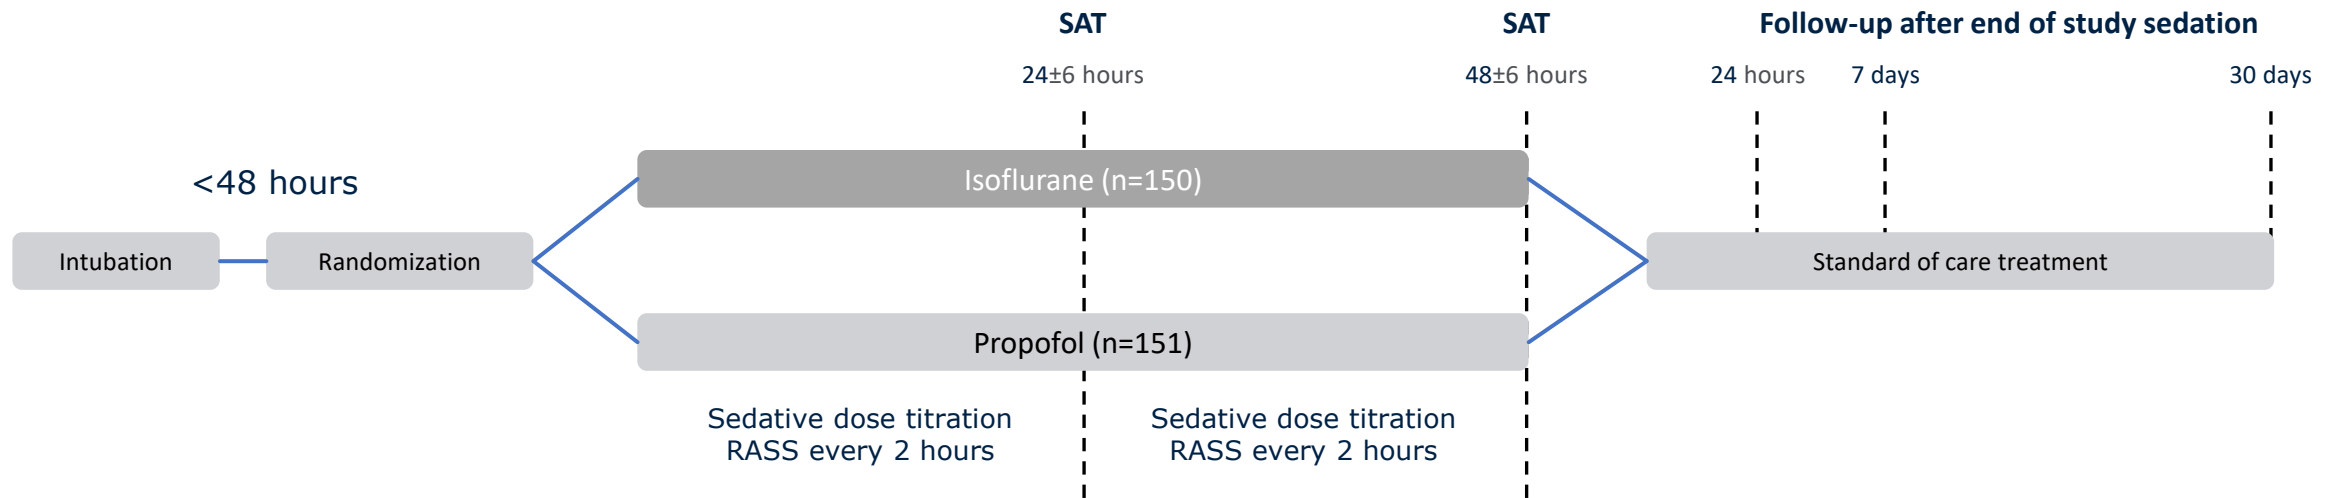 SAT
SAT
Follow-up after end of study sedation
24±6 hours
48±6 hours
24 hours
7 days
30 days
<48 hours
Isoflurane (n=150)
Intubation
Randomization
Standard of care treatment
Propofol (n=151)
Sedative dose titration
RASS every 2 hours
Sedative dose titration
RASS every 2 hours